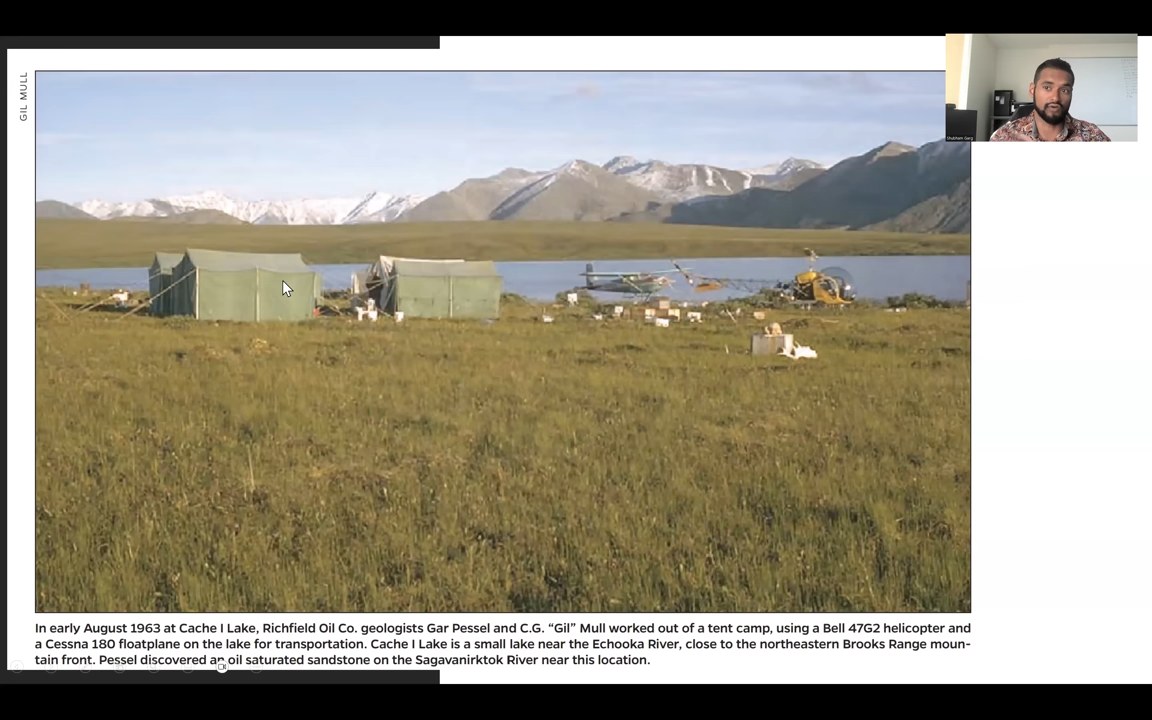 GIL MULL
In early August 1963 at Cache I Lake, Richfield Oil Co. geologists Gar Pessel and C.G. “Gil” Mull worked out of a tent camp, using a Bell 47G2 helicopter and
a Cessna 180 floatplane on the lake for transportation. Cache I Lake is a small lake near the Echooka River, close to the northeastern Brooks Range moun-
tain front. Pessel discovered an oil saturated sandstone on the Sagavanirktok River near this location.
Shubham Garg